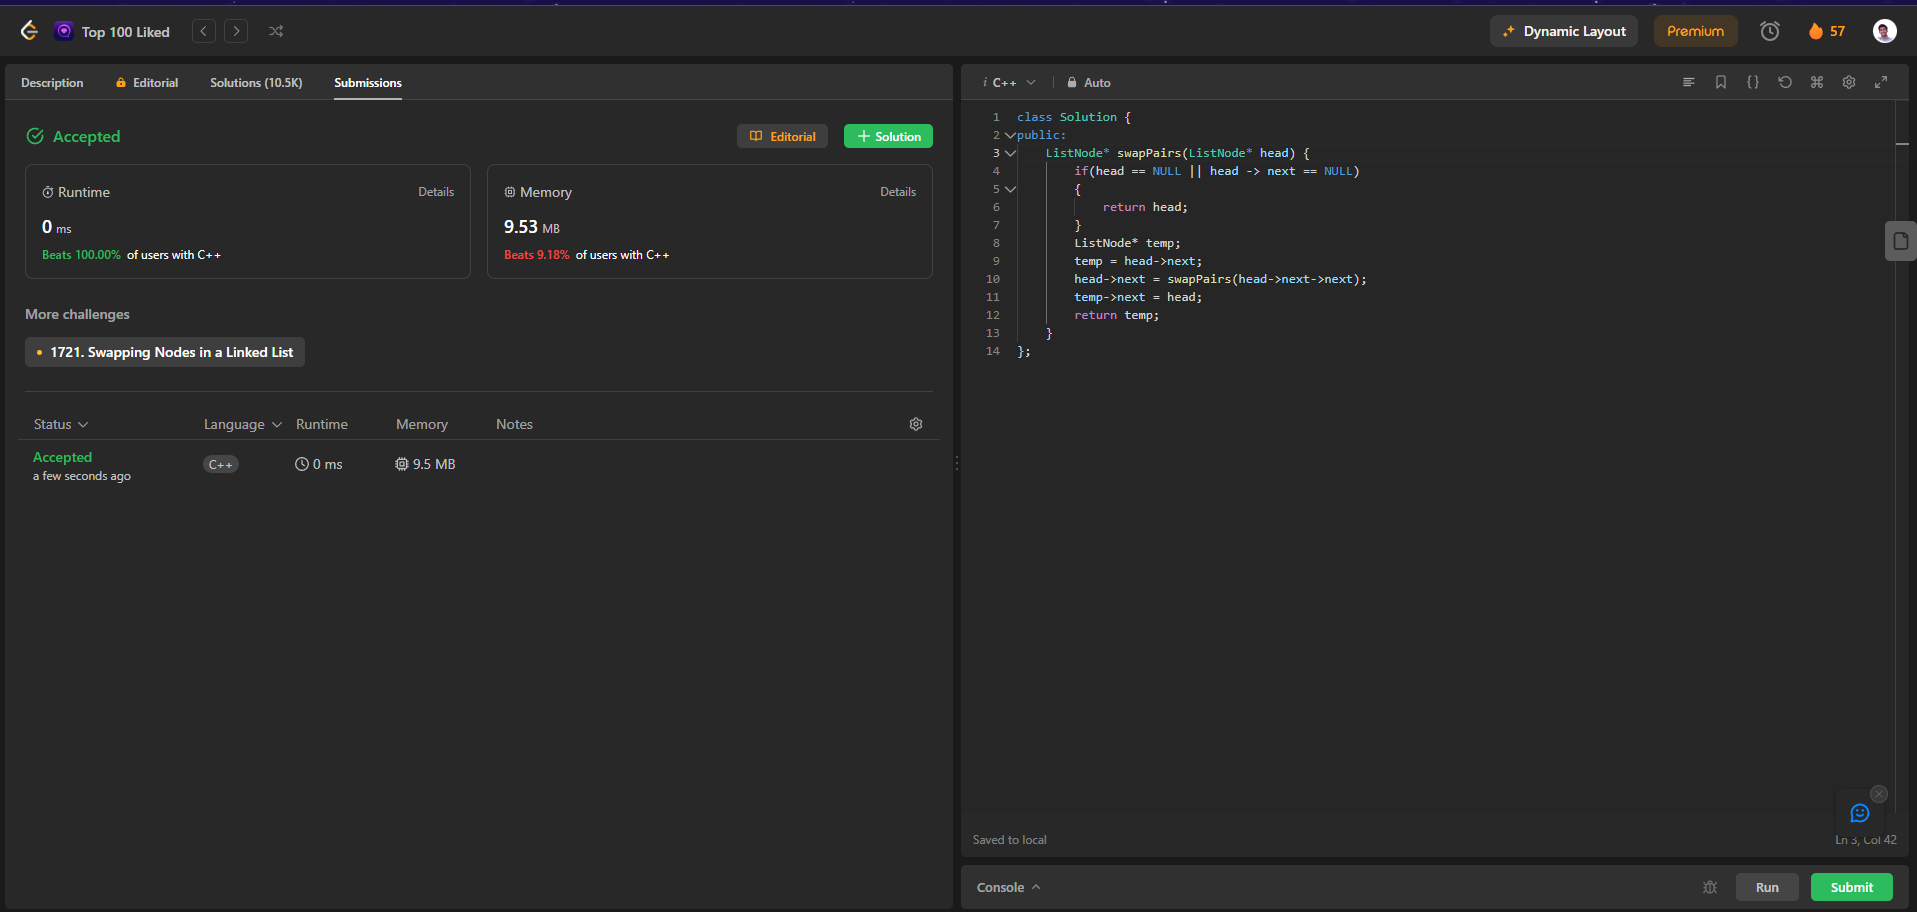 Top 100 Liked
Dynamic Layout
Premium
57
Description
Editorial
Solutions (10.5K)
Submissions
Accepted
Editorial
Solution
Runtime
Details
0 ms
Beats 100.00% of users with C++
Memory
Details
9.53 MB
Beats 9.18% of users with C++
More challenges
1721. Swapping Nodes in a Linked List
Status
Language
Runtime
Memory
Notes
Accepted
a few seconds ago
C++
0 ms
9.5 MB
i C++
Auto
1 class Solution {
2 public:
3 ListNode* swapPairs(ListNode* head) {
4 if(head == NULL || head -> next == NULL)
5 {
6 return head;
7 }
8 ListNode* temp;
9 temp = head->next;
10 head->next = swapPairs(head->next->next);
11 temp->next = head;
12 return temp;
13 }
14 };
Saved to local
Ln 3, Col 42
Console
Run
Submit